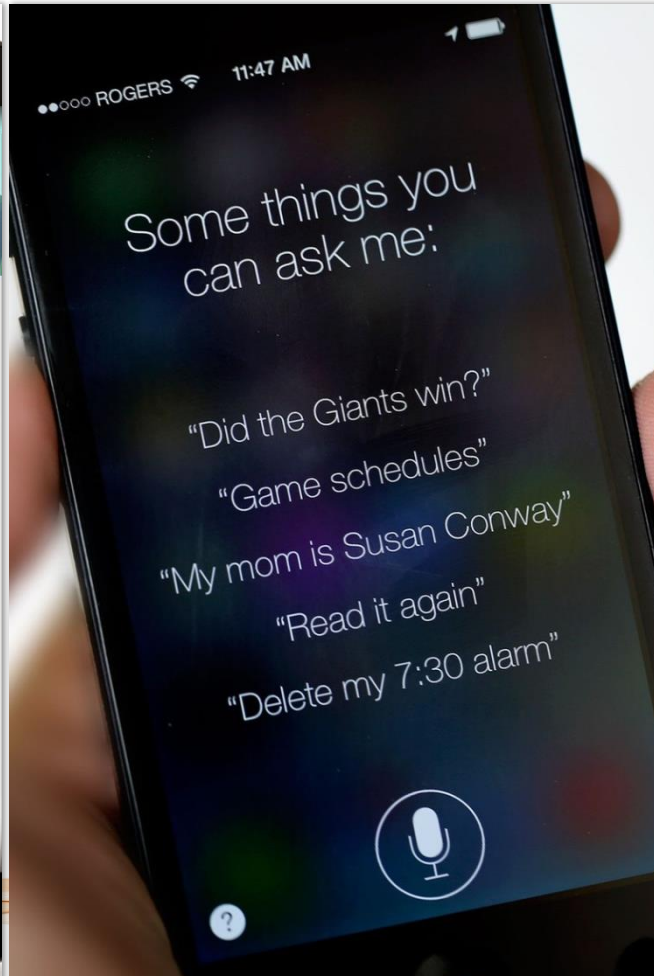 ROGERS 11:47 AM
Some things you
can ask me:
“Did the Giants win?”
“Game schedules”
“My mom is Susan Conway”
“Read it again”
“Delete my 7:30 alarm”
?